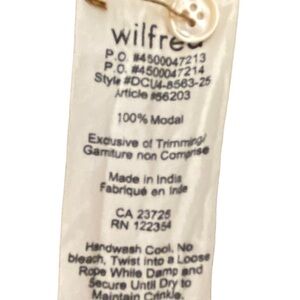 wilfred
P.O. #4500047213
P.O. #4500047214
Style #DCU4-8563-25
Article #56203
100% Modal
Exclusive of Trimming/
Garniture non Comprise
Made in India
Fabriqué en Inde
CA 23725
RN 122354
Handwash Cool, No
bleach, Twist into a Loose
Rope While Damp and
Secure Until Dry to
Maintain Crinkle.